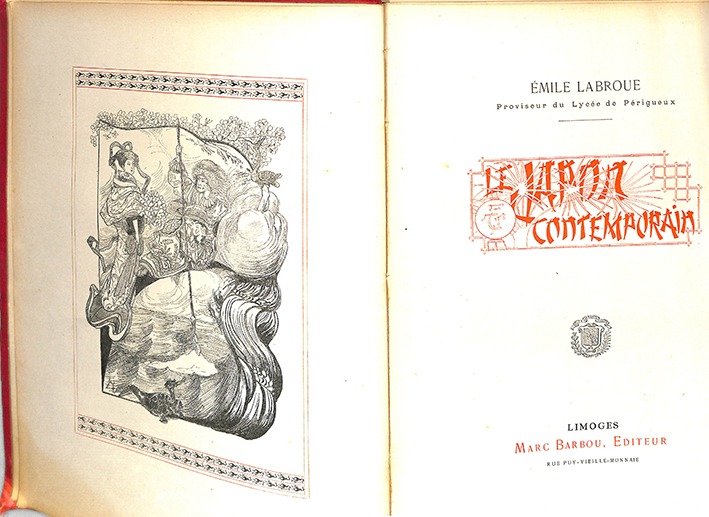 ÉMILE LABROUE
Proviseur du Lycée de Périgueux
LE JAPON
CONTEMPORAIN
LIMOGES
MARC BARBOU, EDITEUR
RUE PUY-VIEILLE-MONNAIE